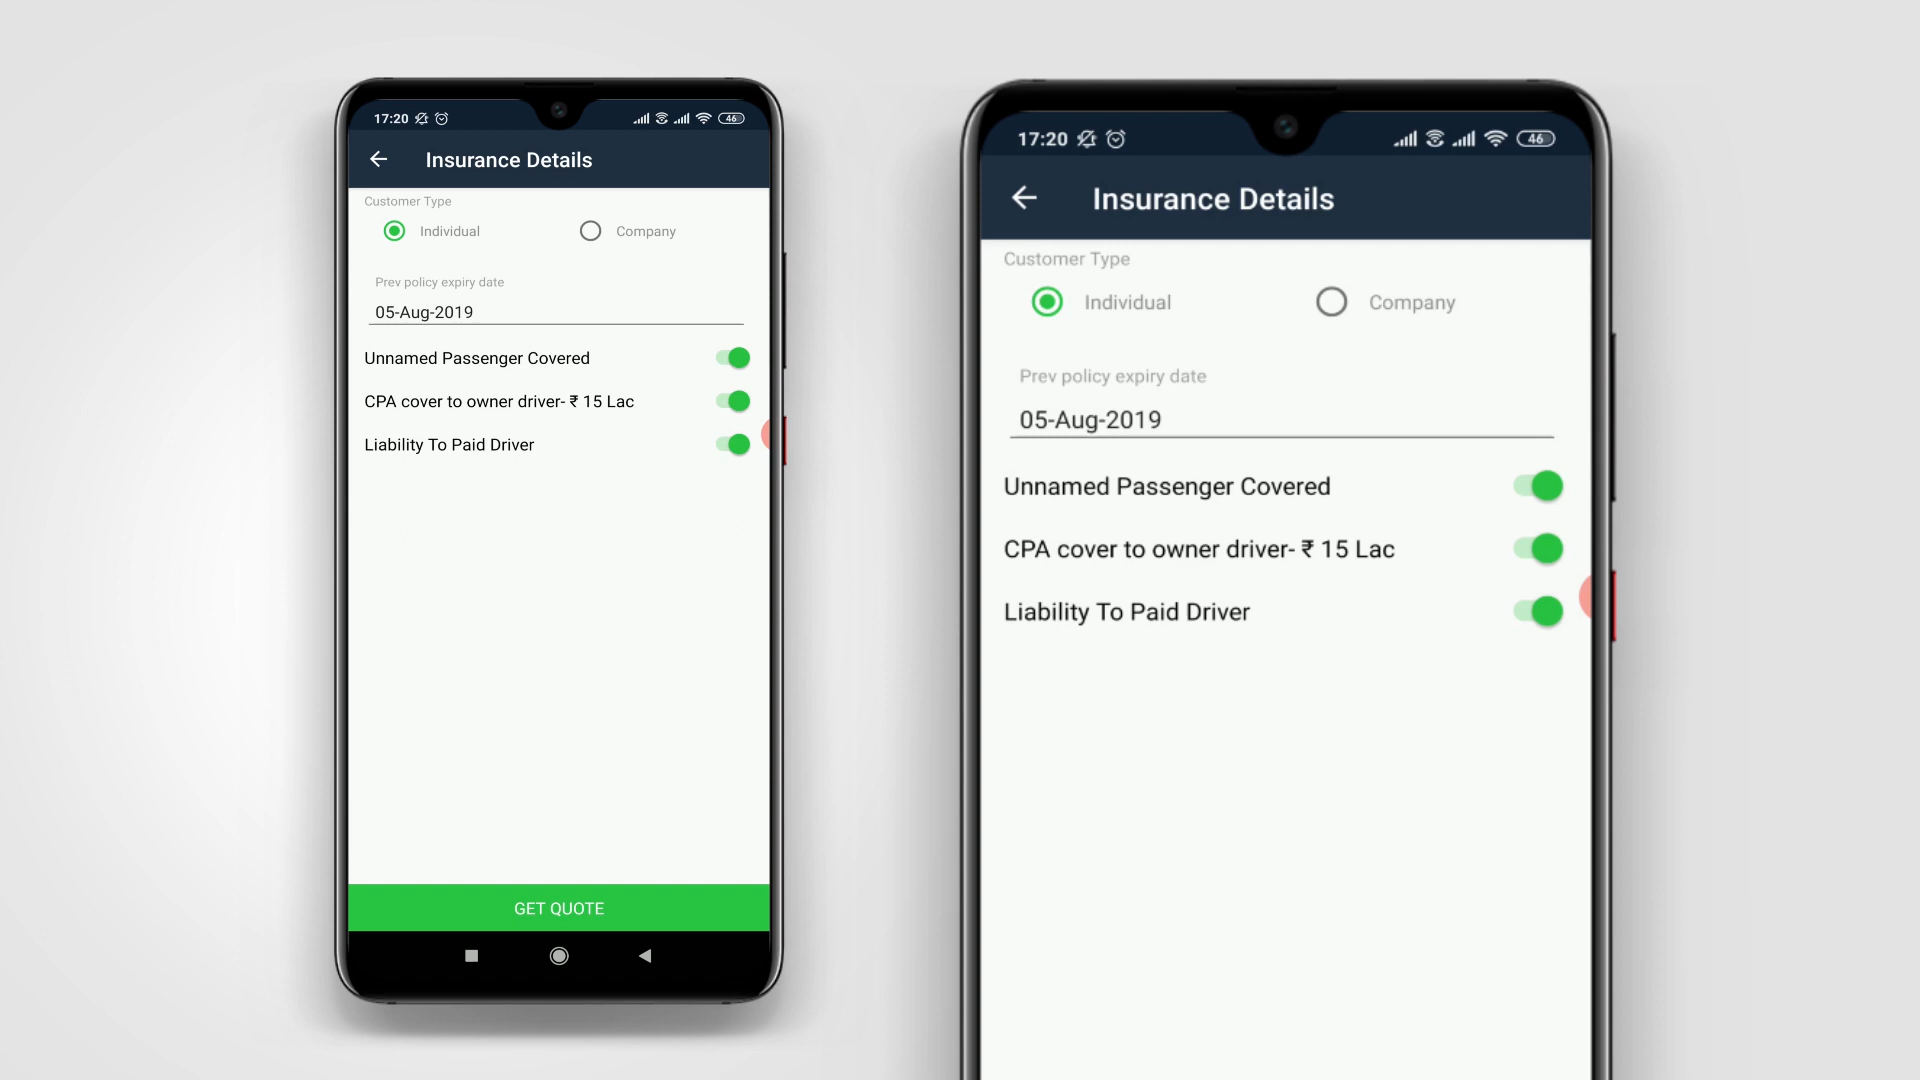 17:20
46
Insurance Details
Customer Type
Individual
Company
Prev policy expiry date
05-Aug-2019
Unnamed Passenger Covered
CPA cover to owner driver- ₹ 15 Lac
Liability To Paid Driver
GET QUOTE
17:20
46
Insurance Details
Customer Type
Individual
Company
Prev policy expiry date
05-Aug-2019
Unnamed Passenger Covered
CPA cover to owner driver- ₹ 15 Lac
Liability To Paid Driver